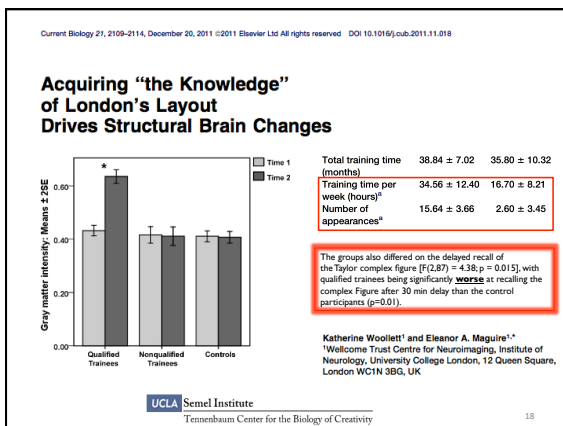 Current Biology 21, 2109–2114, December 20, 2011 ©2011 Elsevier Ltd All rights reserved DOI 10.1016/j.cub.2011.11.018
Acquiring “the Knowledge”
of London’s Layout
Drives Structural Brain Changes
Gray matter intensity: Means ± 2SE
0.60
0.40
0.20
0.00
*
Time 1
Time 2
Qualified Trainees
Nonqualified Trainees
Controls
Total training time 38.84 ± 7.02 35.80 ± 10.32
(months)
Training time per 34.56 ± 12.40 16.70 ± 8.21
week (hours)ᵃ
Number of 15.64 ± 3.66 2.60 ± 3.45
appearancesᵃ
The groups also differed on the delayed recall of
the Taylor complex figure [F(2,87) = 4.38; p = 0.015], with
qualified trainees being significantly worse at recalling the
complex Figure after 30 min delay than the control
participants (p=0.01).
Katherine Woollett¹ and Eleanor A. Maguire¹,*
¹Wellcome Trust Centre for Neuroimaging, Institute of
Neurology, University College London, 12 Queen Square,
London WC1N 3BG, UK
UCLA Semel Institute
Tennenbaum Center for the Biology of Creativity
18